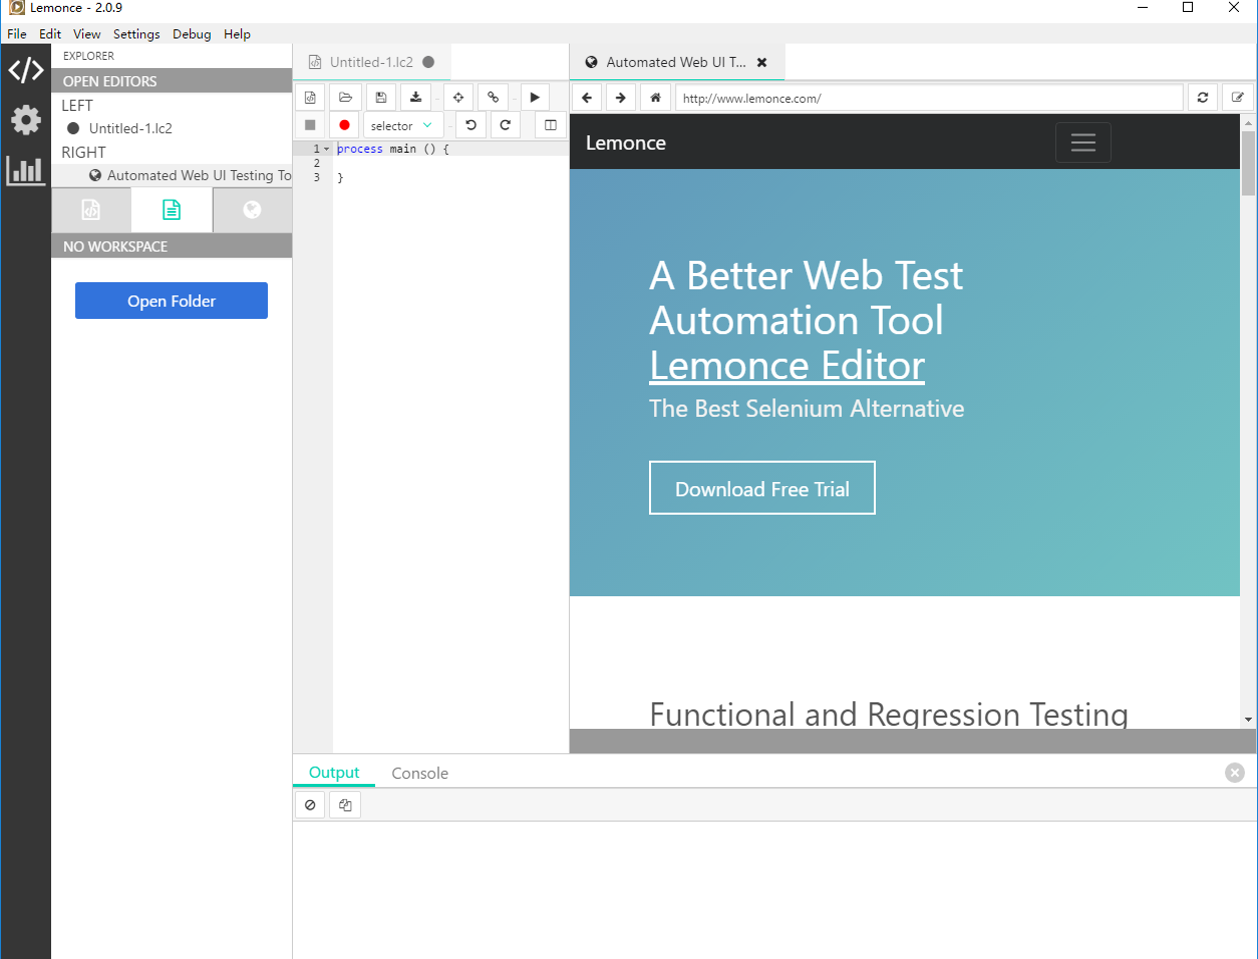 Lemonce - 2.0.9
File Edit View Settings Debug Help
EXPLORER
OPEN EDITORS
LEFT
Untitled-1.lc2
RIGHT
Automated Web UI Testing To
NO WORKSPACE
Open Folder
Untitled-1.lc2
selector
1 process main () {
2
3 }
Automated Web UI T...
http://www.lemonce.com/
Lemonce
A Better Web Test
Automation Tool
Lemonce Editor
The Best Selenium Alternative
Download Free Trial
Functional and Regression Testing
Output Console